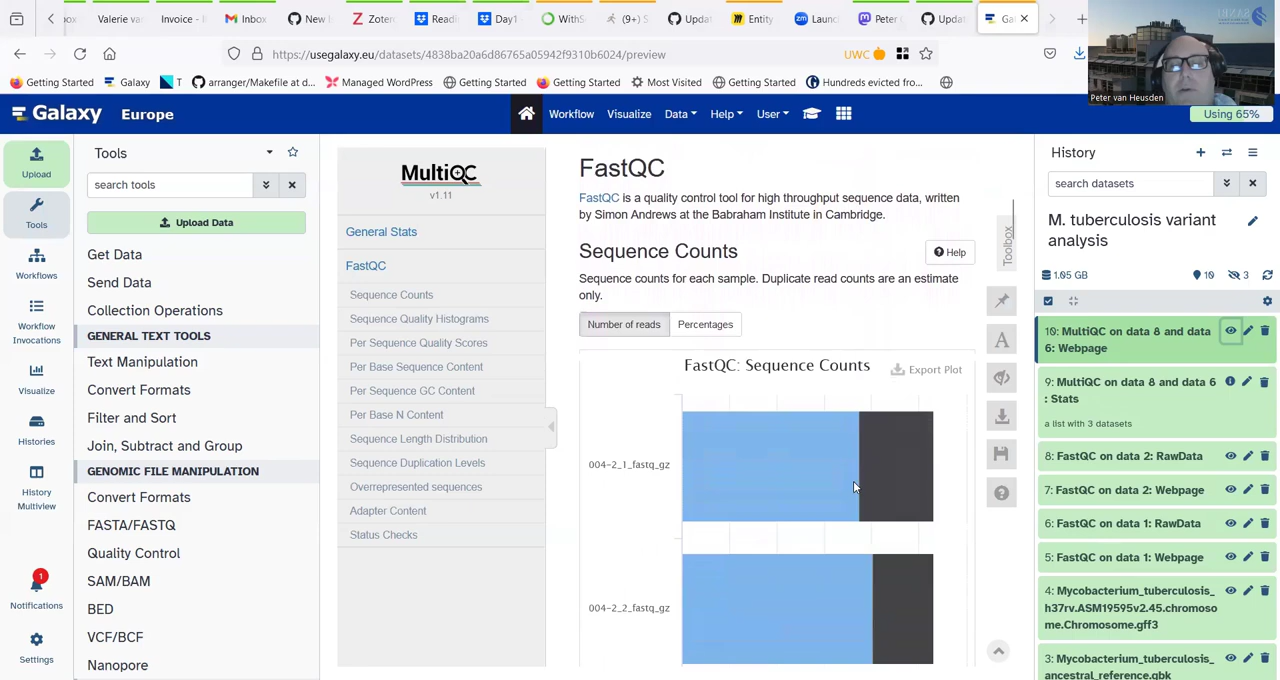 box
Valerie va
Invoice -
Inbox
New
Zoter
Readi
Day1
WithS
(9+) S
Updat
Entity
Launc
Peter
Updat
Ga
https://usegalaxy.eu/datasets/4838ba20a6d86765a05942f9310b6024/preview
UWC
Getting Started
Galaxy
T
arranger/Makefile at d...
Managed WordPress
Getting Started
Getting Started
Most Visited
Getting Started
Hundreds evicted fro...
Peter van Heusden
Galaxy Europe
Workflow
Visualize
Data
Help
User
Using 65%
Upload
Tools
Workflows
Workflow
Invocations
Visualize
Histories
History
Multiview
1
Notifications
Settings
Tools
search tools
Upload Data
Get Data
Send Data
Collection Operations
GENERAL TEXT TOOLS
Text Manipulation
Convert Formats
Filter and Sort
Join, Subtract and Group
GENOMIC FILE MANIPULATION
Convert Formats
FASTA/FASTQ
Quality Control
SAM/BAM
BED
VCF/BCF
Nanopore
MultiQC
v1.11
General Stats
FastQC
Sequence Counts
Sequence Quality Histograms
Per Sequence Quality Scores
Per Base Sequence Content
Per Sequence GC Content
Per Base N Content
Sequence Length Distribution
Sequence Duplication Levels
Overrepresented sequences
Adapter Content
Status Checks
FastQC
FastQC is a quality control tool for high throughput sequence data, written
by Simon Andrews at the Babraham Institute in Cambridge.
Sequence Counts
Help
Sequence counts for each sample. Duplicate read counts are an estimate
only.
Number of reads
Percentages
FastQC: Sequence Counts
Export Plot
004-2_1_fastq_gz
004-2_2_fastq_gz
Toolbox
A
History
search datasets
M. tuberculosis variant
analysis
1.05 GB
10
3
10: MultiQC on data 8 and data
6: Webpage
9: MultiQC on data 8 and data 6
: Stats
a list with 3 datasets
8: FastQC on data 2: RawData
7: FastQC on data 2: Webpage
6: FastQC on data 1: RawData
5: FastQC on data 1: Webpage
4: Mycobacterium_tuberculosis_
h37rv.ASM19595v2.45.chromoso
me.Chromosome.gff3
3: Mycobacterium_tuberculosis_
ancestral_reference.gbk